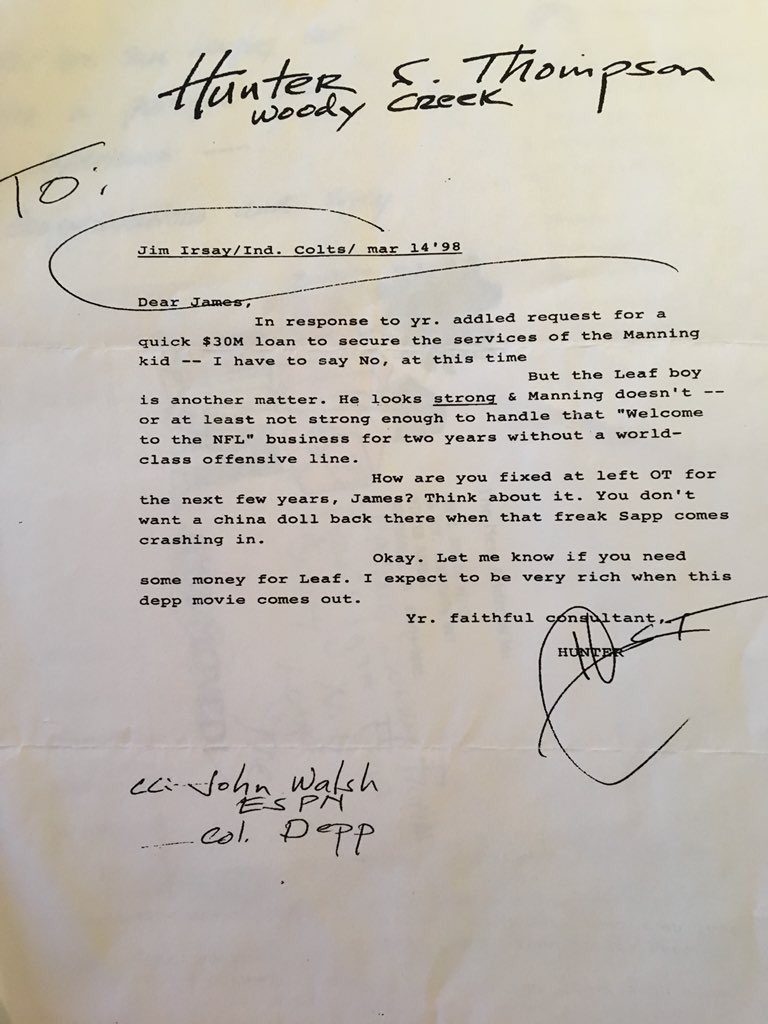 Hunter S. Thompson
Woody Creek
To:
Jim Irsay/Ind. Colts/ mar 14'98
Dear James,
In response to yr. addled request for a
quick $30M loan to secure the services of the Manning
kid -- I have to say No, at this time
But the Leaf boy
is another matter. He looks strong & Manning doesn't --
or at least not strong enough to handle that "Welcome
to the NFL" business for two years without a world-
class offensive line.
How are you fixed at left OT for
the next few years, James? Think about it. You don't
want a china doll back there when that freak Sapp comes
crashing in.
Okay. Let me know if you need
some money for Leaf. I expect to be very rich when this
depp movie comes out.
Yr. faithful consultant,
HUNTER
cc: John Walsh
ESPN
Col. Depp